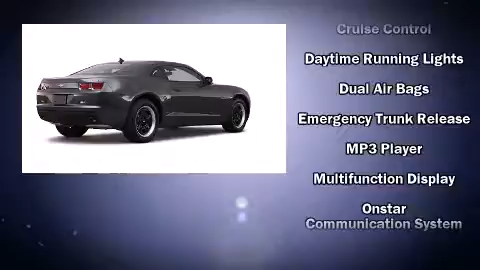 Cruise Control
Daytime Running Lights
Dual Air Bags
Emergency Trunk Release
MP3 Player
Multifunction Display
Onstar
Communication System